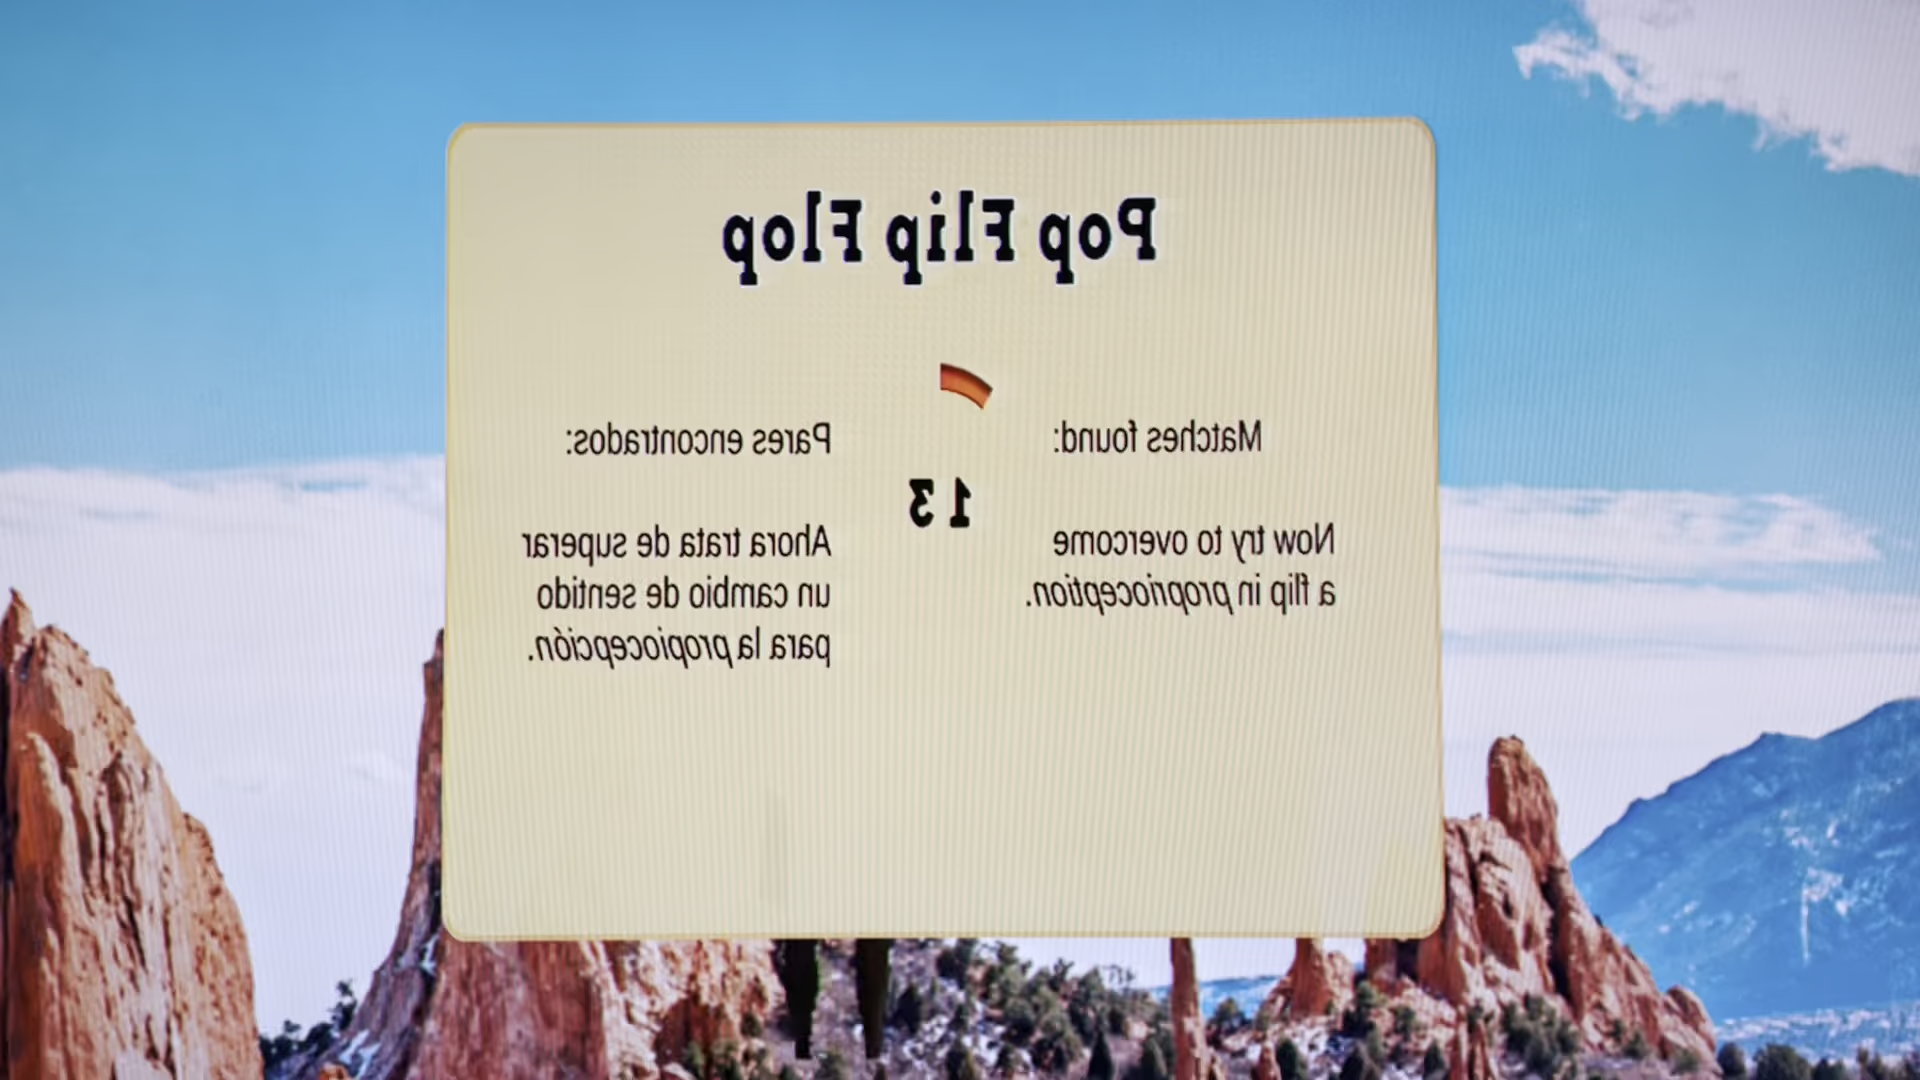 Pop Flip Flop
Matches found:
13
Pares encontrados:
Now try to overcome
a flip in proprioception.
Ahora trata de superar
un cambio de sentido
para la propiocepción.